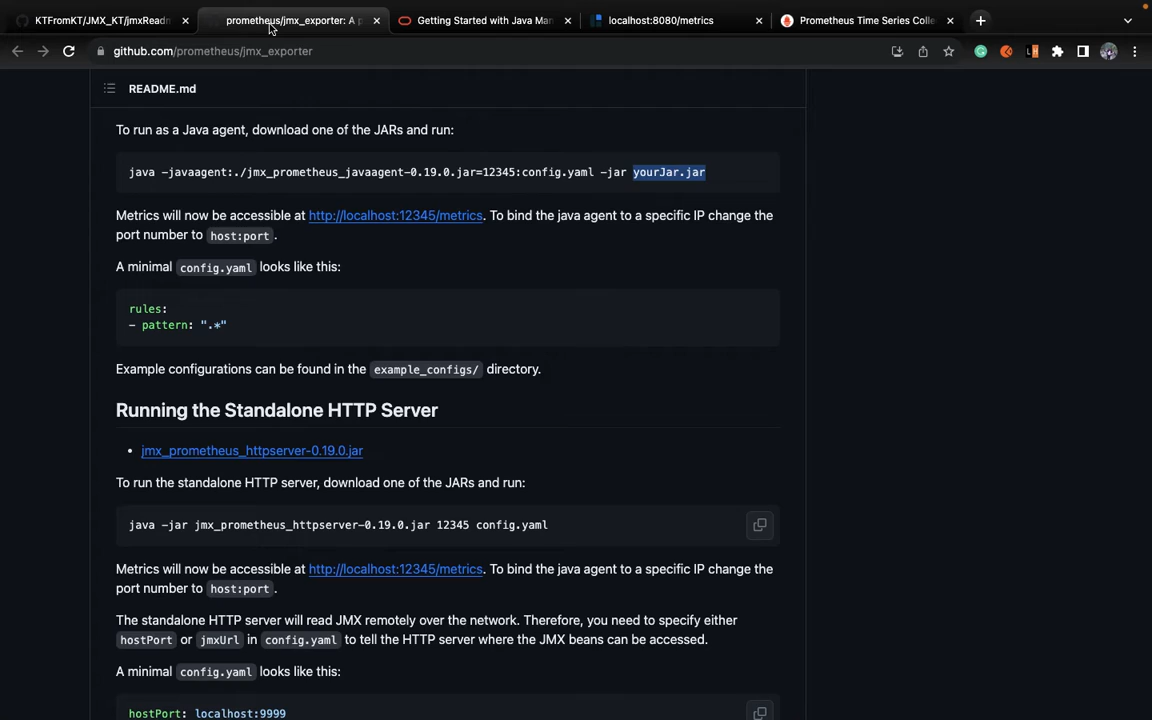 KTFromKT/JMX_KT/jmxReadm
prometheus/jmx_exporter: A p
Getting Started with Java Man
localhost:8080/metrics
Prometheus Time Series Colle
github.com/prometheus/jmx_exporter
README.md
To run as a Java agent, download one of the JARs and run:
java -javaagent:./jmx_prometheus_javaagent-0.19.0.jar=12345:config.yaml -jar yourJar.jar
Metrics will now be accessible at http://localhost:12345/metrics. To bind the java agent to a specific IP change the
port number to host:port.
A minimal config.yaml looks like this:
rules:
- pattern: ".*"
Example configurations can be found in the example_configs/ directory.
Running the Standalone HTTP Server
• jmx_prometheus_httpserver-0.19.0.jar
To run the standalone HTTP server, download one of the JARs and run:
java -jar jmx_prometheus_httpserver-0.19.0.jar 12345 config.yaml
Metrics will now be accessible at http://localhost:12345/metrics. To bind the java agent to a specific IP change the
port number to host:port.
The standalone HTTP server will read JMX remotely over the network. Therefore, you need to specify either
hostPort or jmxUrl in config.yaml to tell the HTTP server where the JMX beans can be accessed.
A minimal config.yaml looks like this:
hostPort: localhost:9999